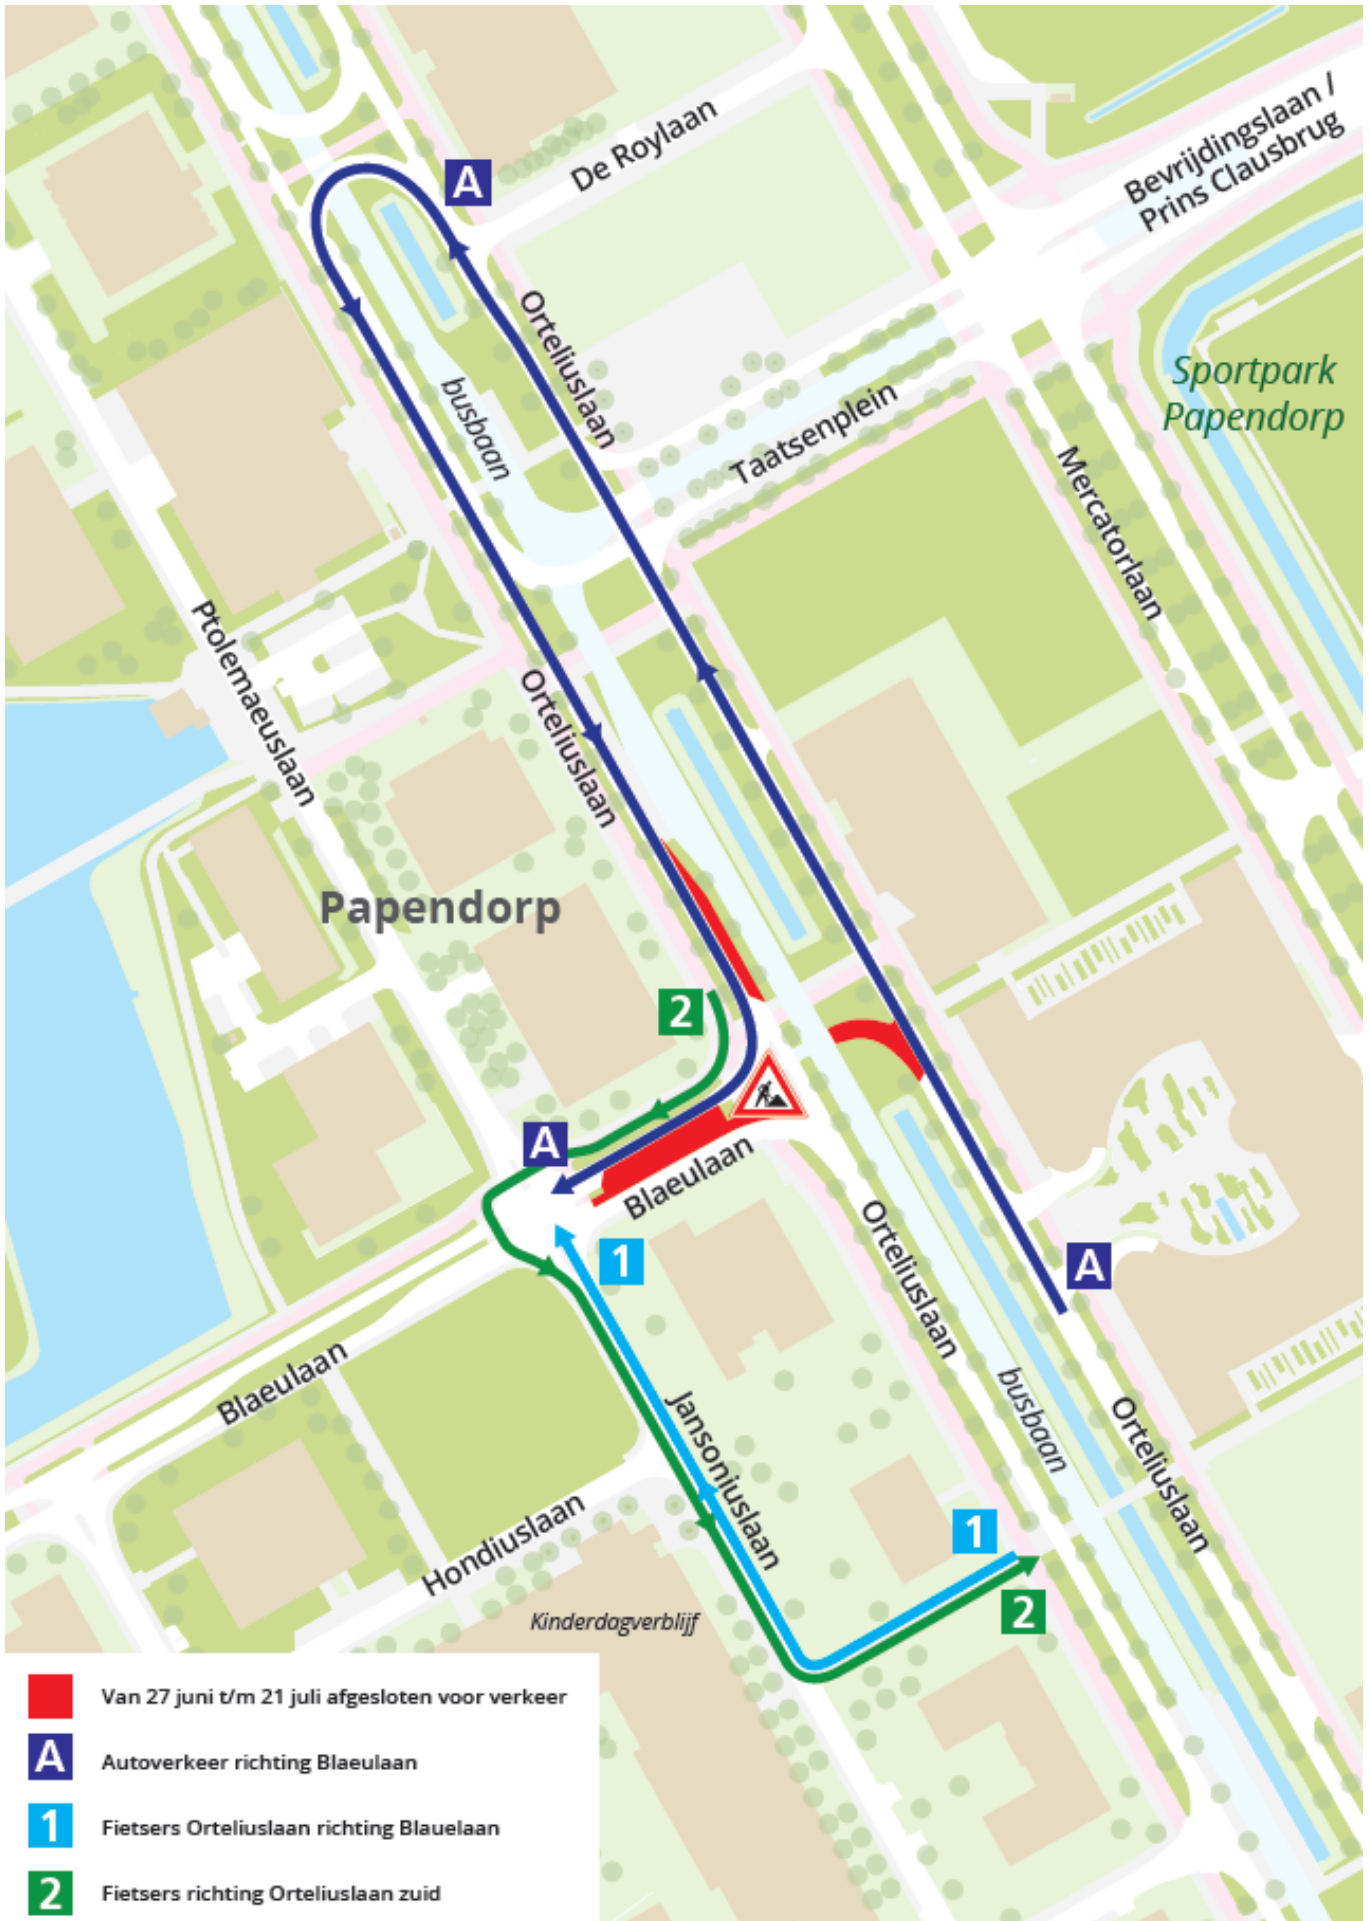 A
De Roylaan
Bevrijdingslaan /
Prins Clausbrug
Orteliuslaan
busbaan
Taatsenplein
Sportpark
Papendorp
Mercatorlaan
Ptolemaeuslaan
Orteliuslaan
Papendorp
2
A
Blaeulaan
1
Orteliuslaan
A
Blaeulaan
busbaan
Jansoniuslaan
Orteliuslaan
Hondiuslaan
1
2
Kinderdagverblijf
Van 27 juni t/m 21 juli afgesloten voor verkeer
A Autoverkeer richting Blaeulaan
1 Fietsers Orteliuslaan richting Blauelaan
2 Fietsers richting Orteliuslaan zuid